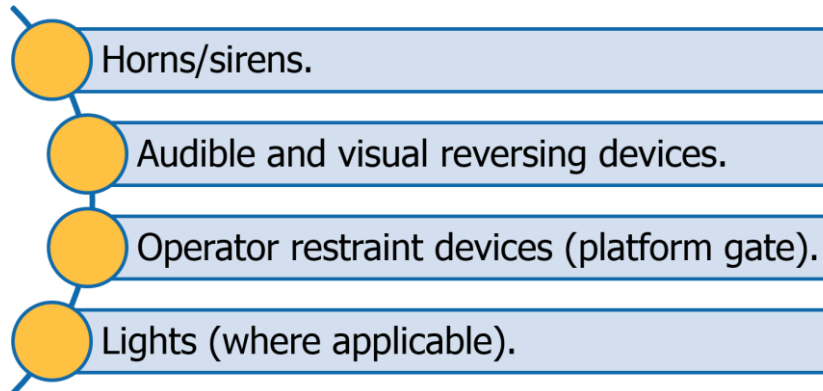 Horns/sirens.
Audible and visual reversing devices.
Operator restraint devices (platform gate).
Lights (where applicable).